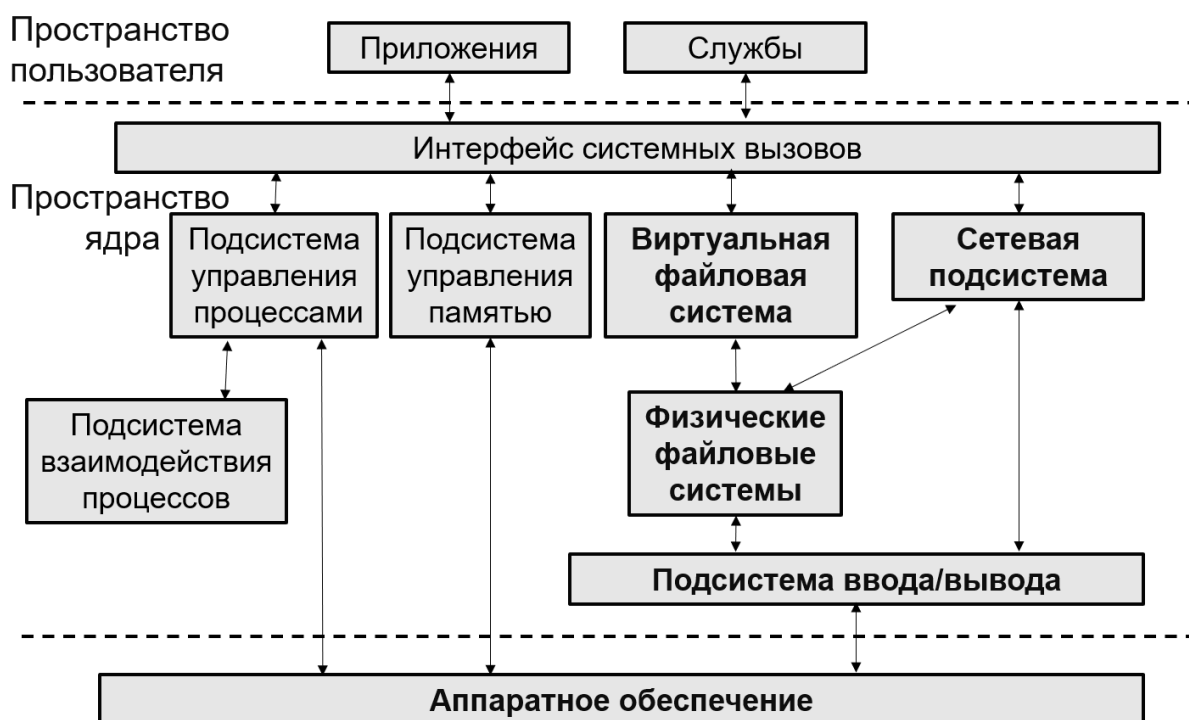 Пространство
пользователя
Приложения
Службы
Интерфейс системных вызовов
Пространство
ядра
Подсистема
управления
процессами
Подсистема
управления
памятью
Виртуальная
файловая
система
Сетевая
подсистема
Подсистема
взаимодействия
процессов
Физические
файловые
системы
Подсистема ввода/вывода
Аппаратное обеспечение